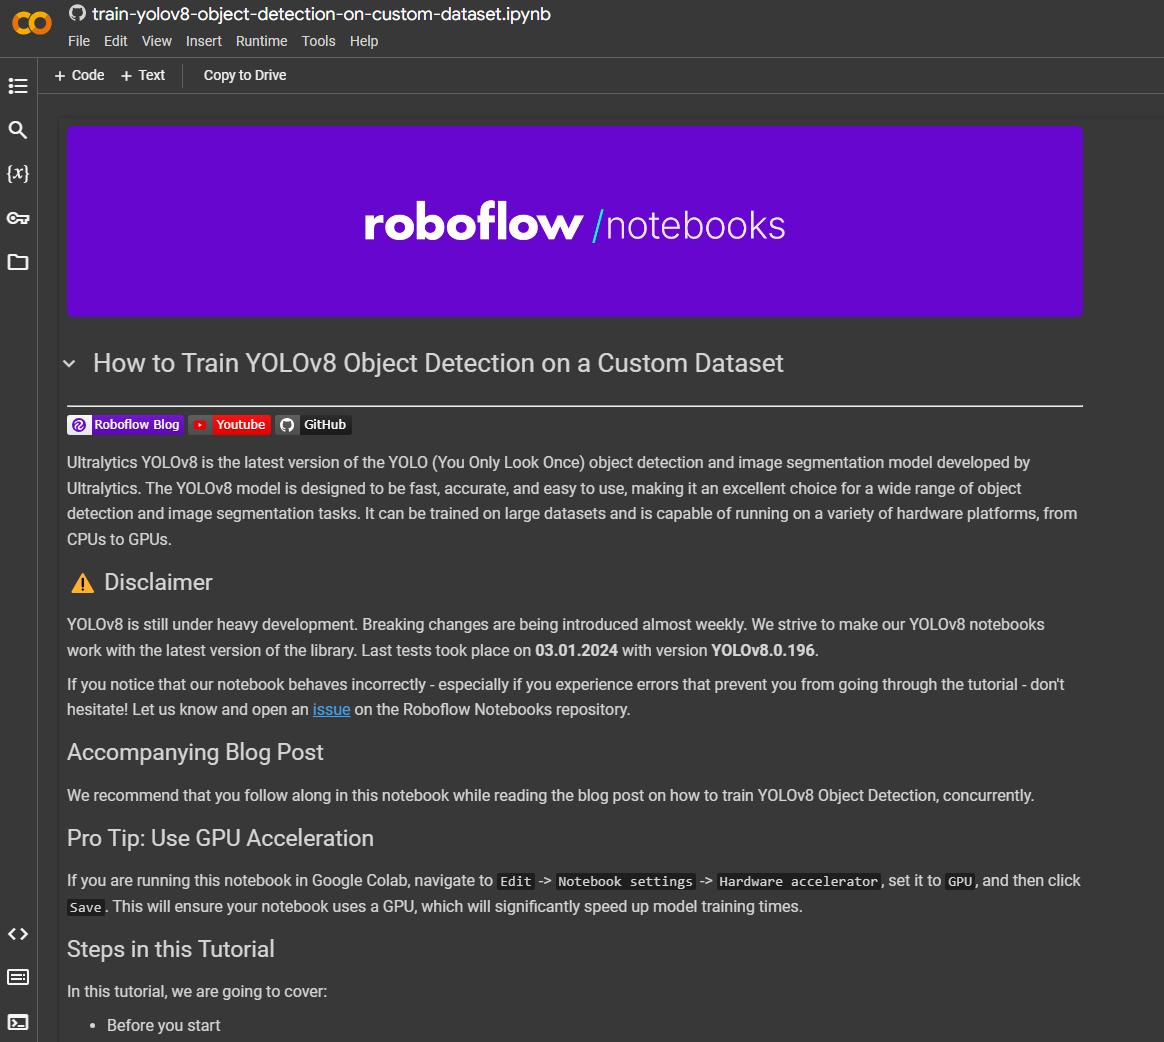 train-yolov8-object-detection-on-custom-dataset.ipynb
File Edit View Insert Runtime Tools Help
+ Code + Text Copy to Drive
{x}
roboflow /notebooks
How to Train YOLOv8 Object Detection on a Custom Dataset
Roboflow Blog Youtube GitHub
Ultralytics YOLOv8 is the latest version of the YOLO (You Only Look Once) object detection and image segmentation model developed by
Ultralytics. The YOLOv8 model is designed to be fast, accurate, and easy to use, making it an excellent choice for a wide range of object
detection and image segmentation tasks. It can be trained on large datasets and is capable of running on a variety of hardware platforms, from
CPUs to GPUs.
⚠️ Disclaimer
YOLOv8 is still under heavy development. Breaking changes are being introduced almost weekly. We strive to make our YOLOv8 notebooks
work with the latest version of the library. Last tests took place on 03.01.2024 with version YOLOv8.0.196.
If you notice that our notebook behaves incorrectly - especially if you experience errors that prevent you from going through the tutorial - don't
hesitate! Let us know and open an issue on the Roboflow Notebooks repository.
Accompanying Blog Post
We recommend that you follow along in this notebook while reading the blog post on how to train YOLOv8 Object Detection, concurrently.
Pro Tip: Use GPU Acceleration
If you are running this notebook in Google Colab, navigate to Edit -> Notebook settings -> Hardware accelerator, set it to GPU, and then click
Save. This will ensure your notebook uses a GPU, which will significantly speed up model training times.
Steps in this Tutorial
In this tutorial, we are going to cover:
• Before you start